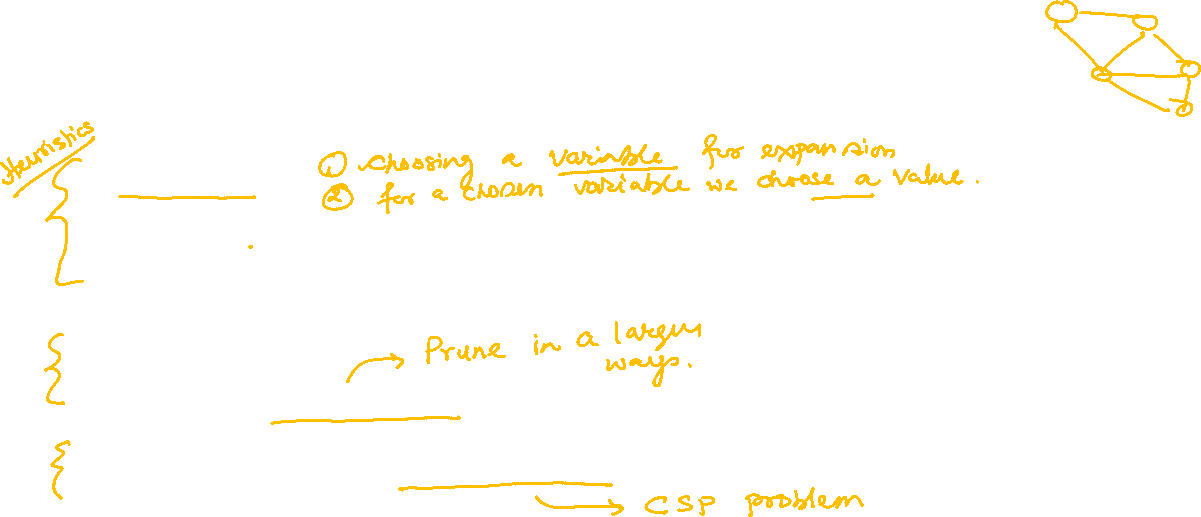 Heuristics
① choosing a variable for expansion
② for a chosen variable we choose a value.
Prune in a larger
ways.
CSP problem